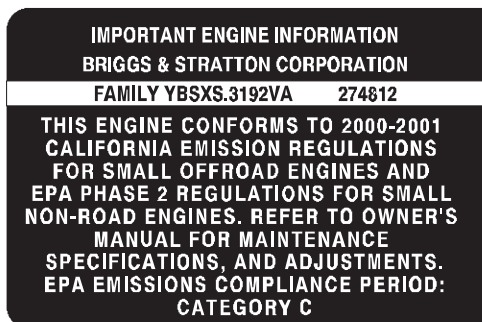 IMPORTANT ENGINE INFORMATION
BRIGGS & STRATTON CORPORATION
FAMILY YBSXS.3192VA 274812
THIS ENGINE CONFORMS TO 2000-2001
CALIFORNIA EMISSION REGULATIONS
FOR SMALL OFFROAD ENGINES AND
EPA PHASE 2 REGULATIONS FOR SMALL
NON-ROAD ENGINES. REFER TO OWNER'S
MANUAL FOR MAINTENANCE
SPECIFICATIONS, AND ADJUSTMENTS.
EPA EMISSIONS COMPLIANCE PERIOD:
CATEGORY C